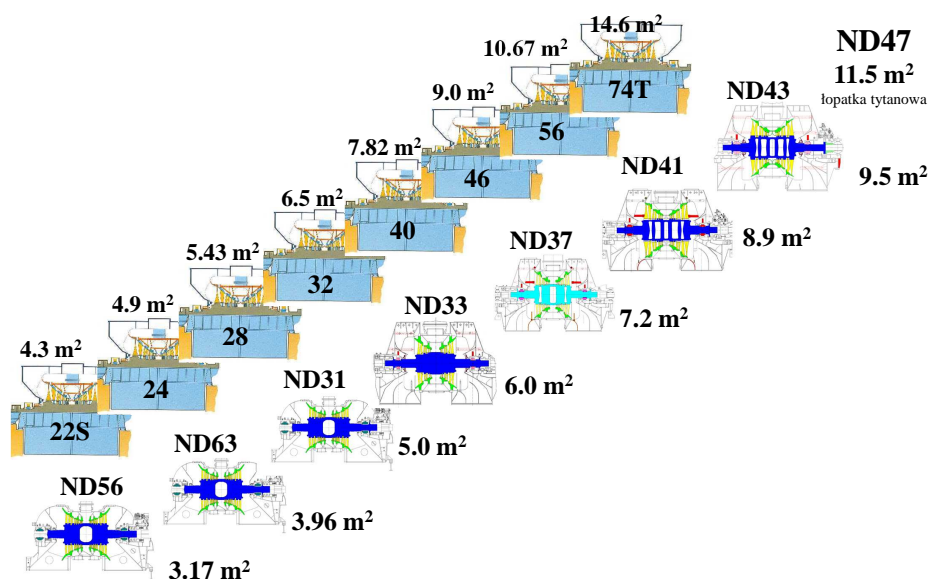 14.6 m²
74T
10.67 m²
56
9.0 m²
46
7.82 m²
40
6.5 m²
32
5.43 m²
28
4.9 m²
24
4.3 m²
22S
ND47
11.5 m²
łopatka tytanowa
ND43
9.5 m²
ND41
8.9 m²
ND37
7.2 m²
ND33
6.0 m²
ND31
5.0 m²
ND63
3.96 m²
ND56
3.17 m²